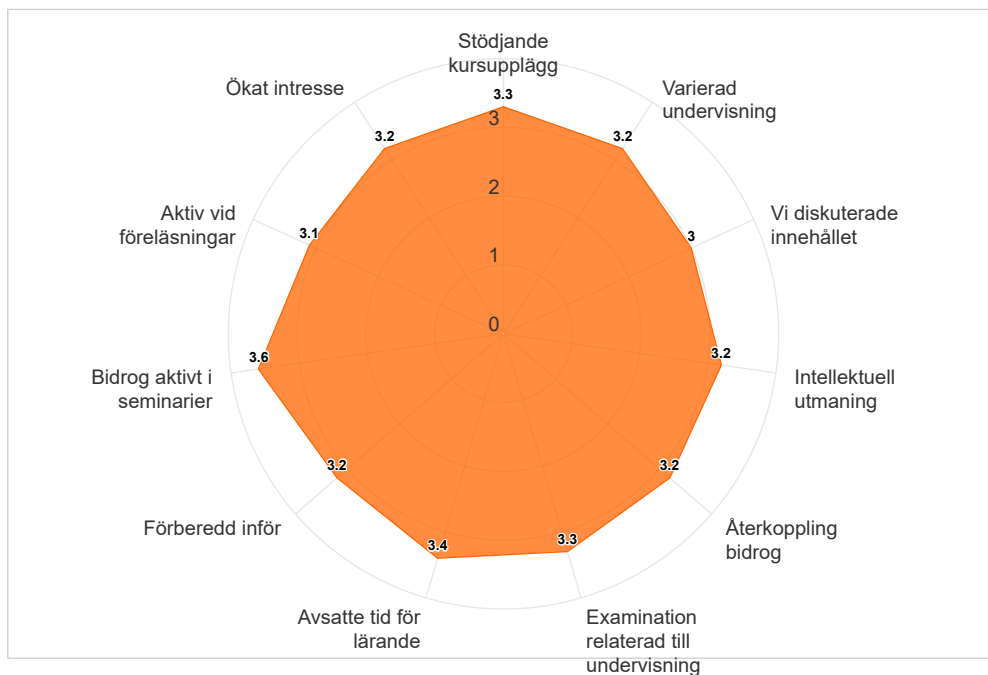 Stödjande
kursupplägg
3.3
Varierad
undervisning
3.2
Vi diskuterade
innehållet
3
Intellektuell
utmaning
3.2
Återkoppling
bidrog
3.2
Examination
relaterad till
undervisning
3.3
Avsatte tid för
lärande
3.4
Förberedd inför
3.2
Bidrog aktivt i
seminarier
3.6
Aktiv vid
föreläsningar
3.1
Ökat intresse
3.2
3
2
1
0